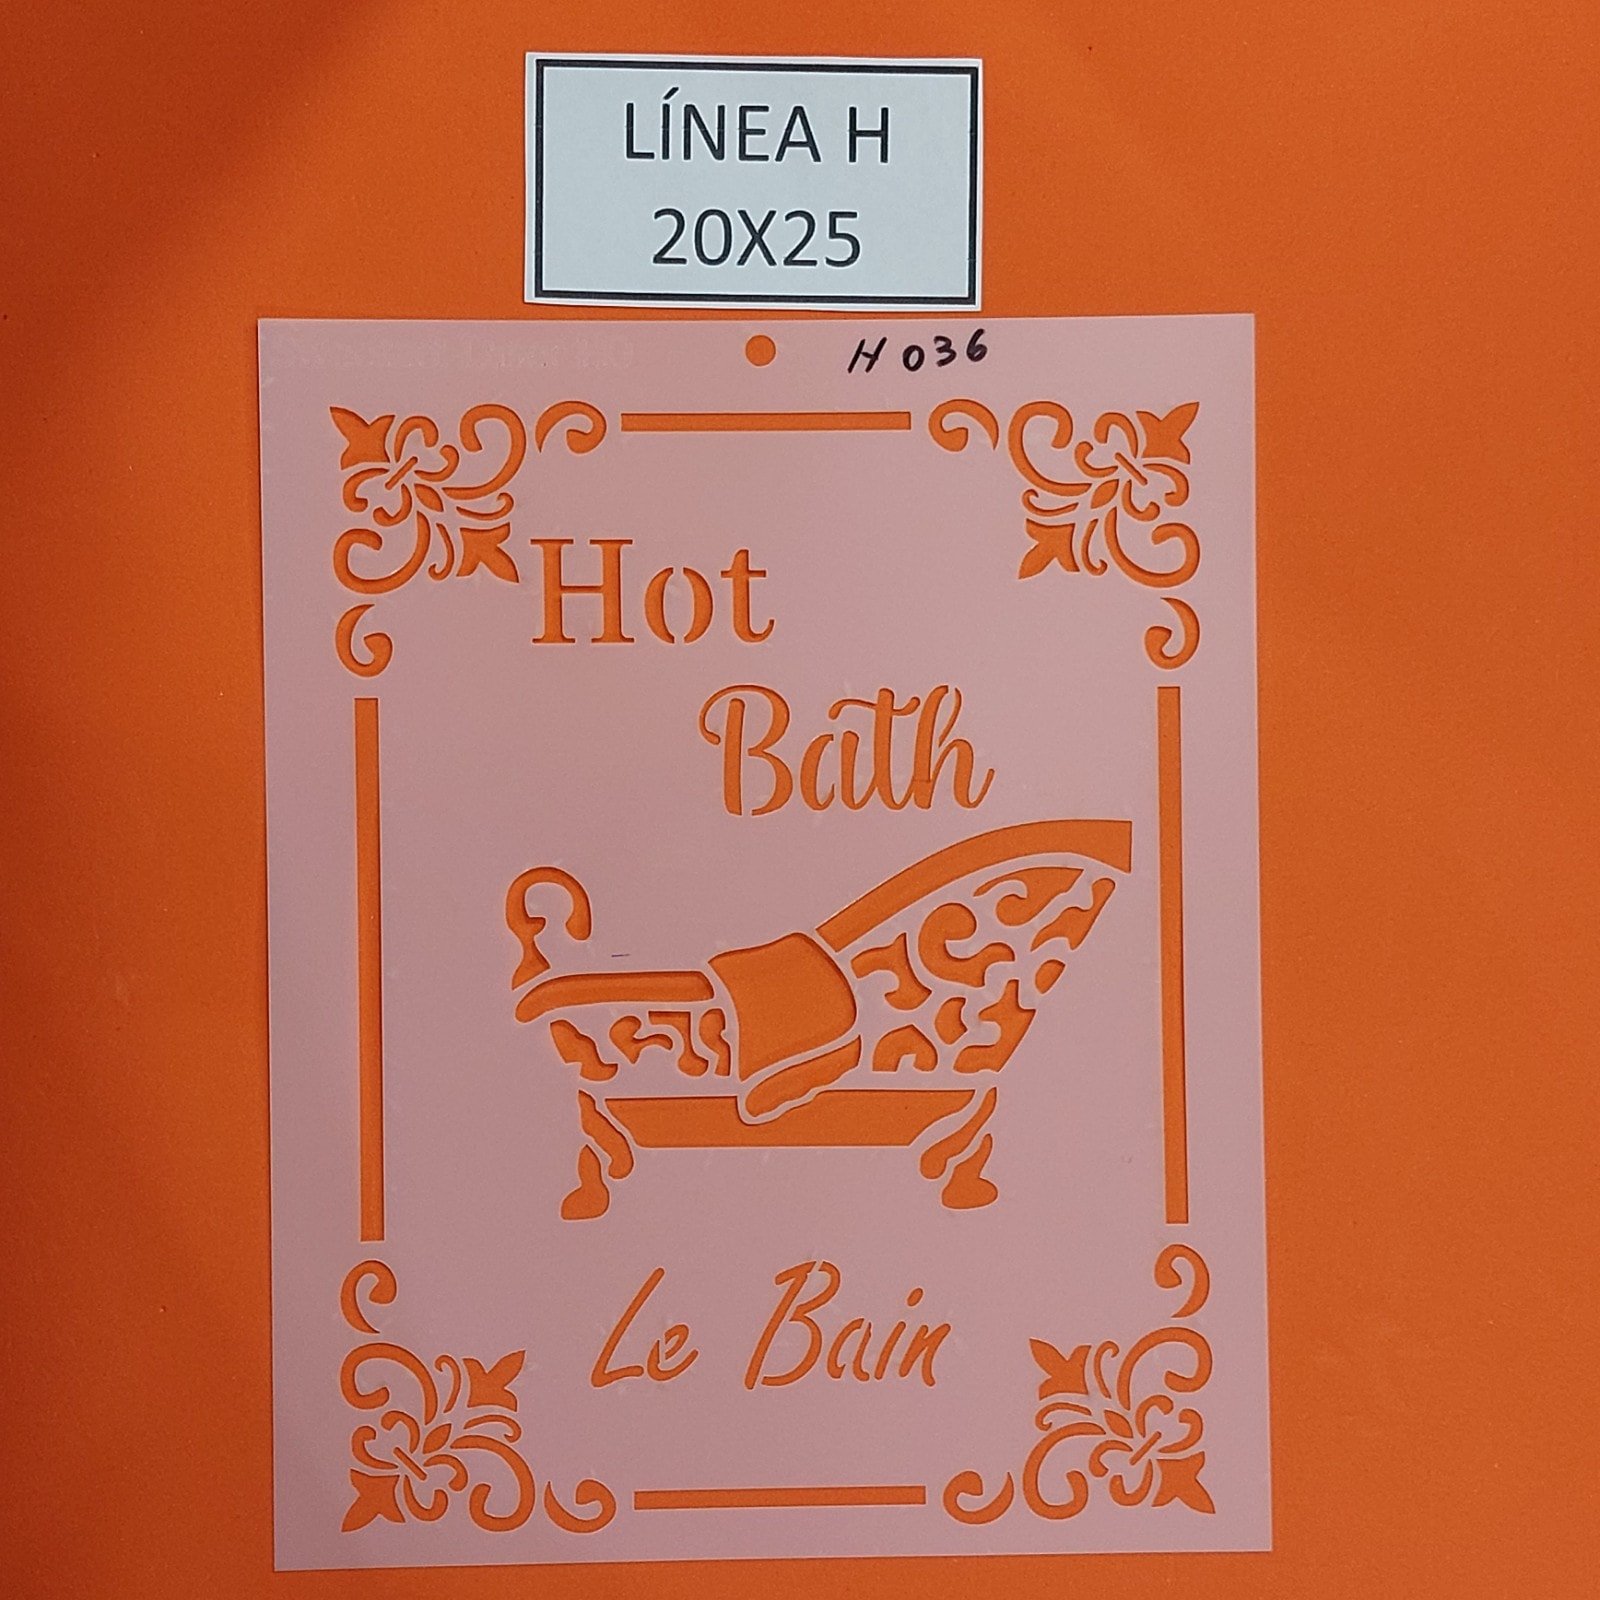 LÍNEA H
20X25
H 036
Hot
Bath
Le Bain